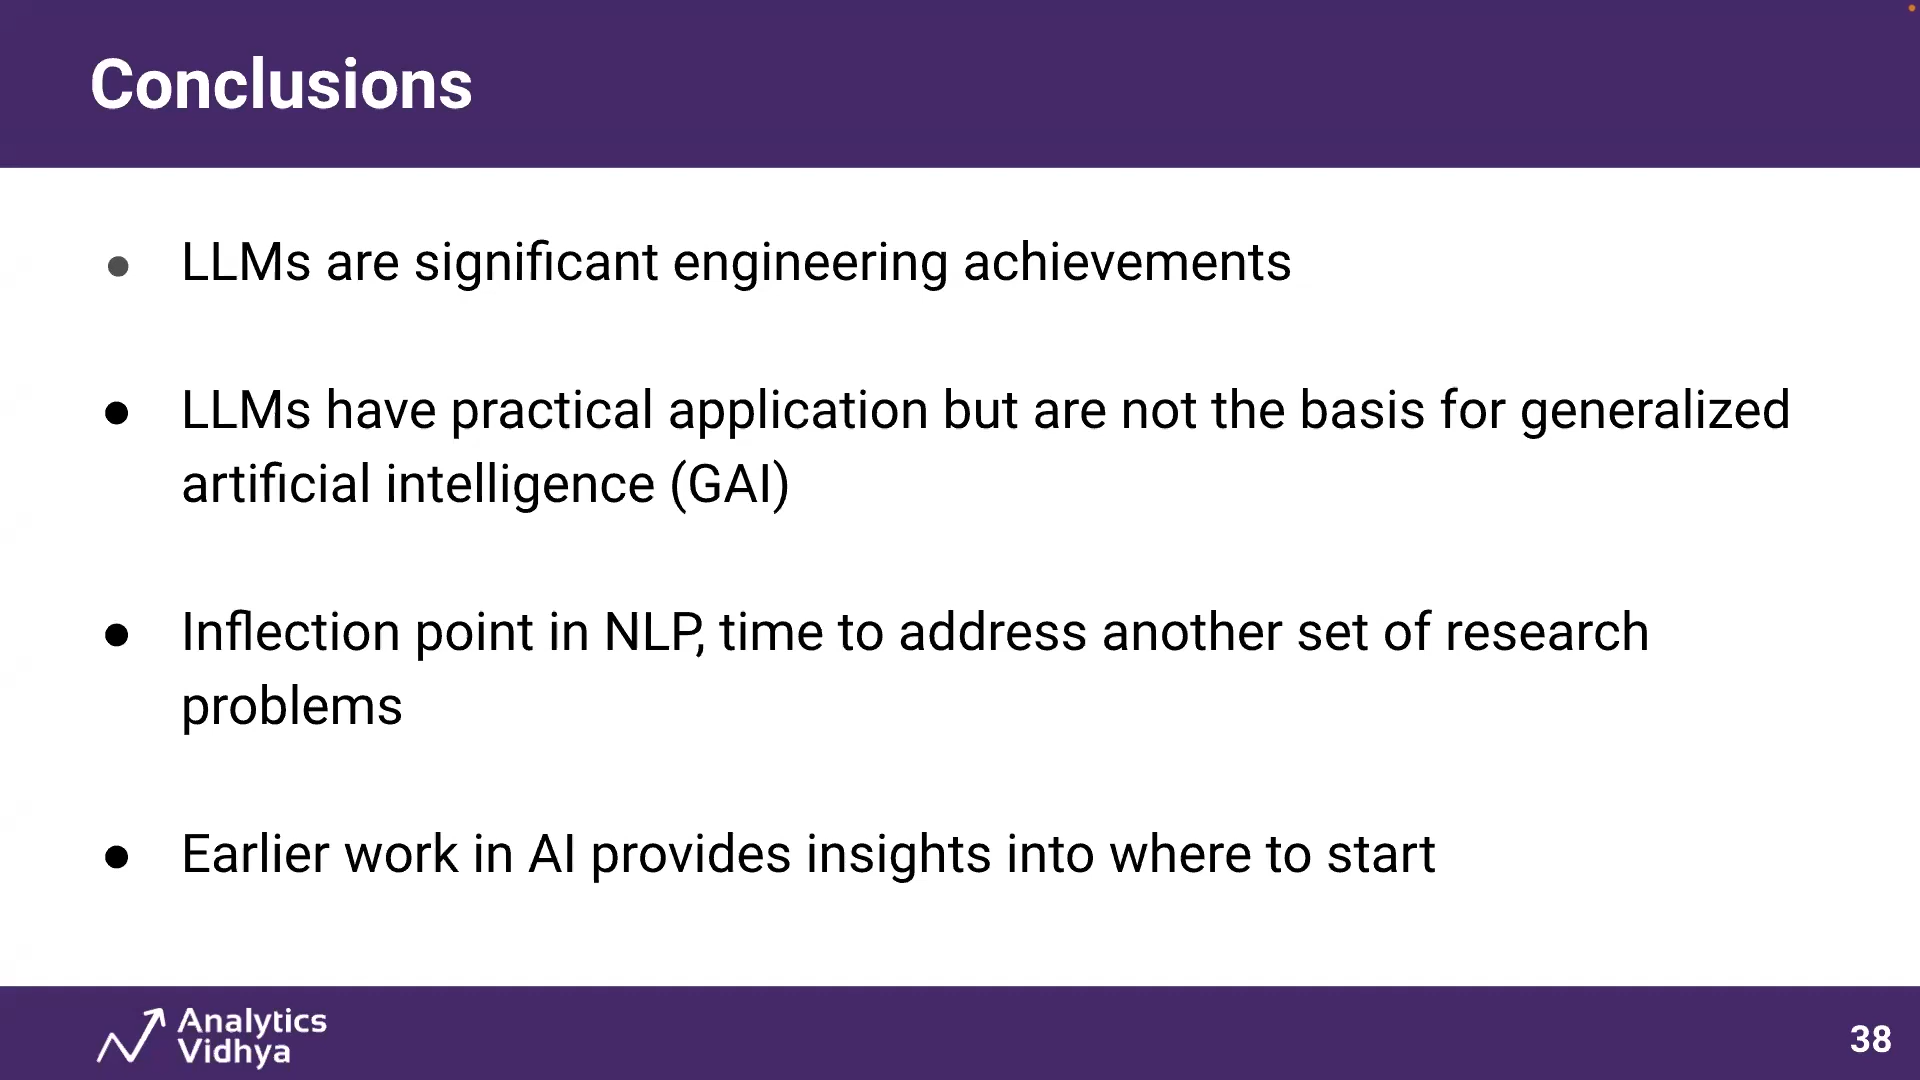 Conclusions
● LLMs are significant engineering achievements
● LLMs have practical application but are not the basis for generalized
artificial intelligence (GAI)
● Inflection point in NLP, time to address another set of research
problems
● Earlier work in AI provides insights into where to start
Analytics
Vidhya
38